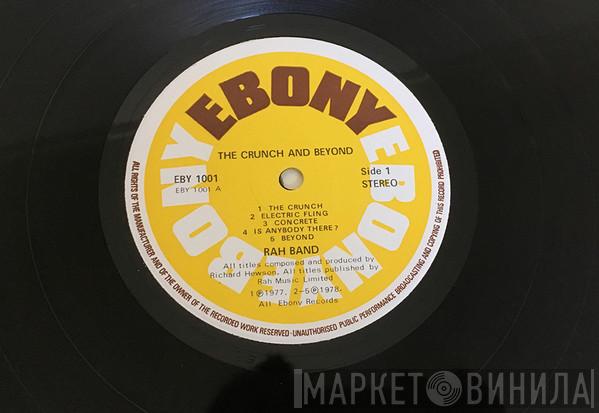 EBONY
EBONY
EBONY
THE CRUNCH AND BEYOND
EBY 1001
EBY 1001 A
Side 1
STEREO
1 THE CRUNCH
2 ELECTRIC FLING
3 CONCRETE
4 IS ANYBODY THERE?
5 BEYOND
RAH BAND
All titles composed and produced by
Richard Hewson. All titles published by
Rah Music Limited
1 Ⓟ 1977. 2-5 Ⓟ 1978.
All Ebony Records
ALL RIGHTS OF THE MANUFACTURER AND OF THE OWNER OF THE RECORDED WORK RESERVED·UNAUTHORISED PUBLIC PERFORMANCE BROADCASTING AND COPYING OF THIS RECORD PROHIBITED
МАРКЕТ ВИНИЛА